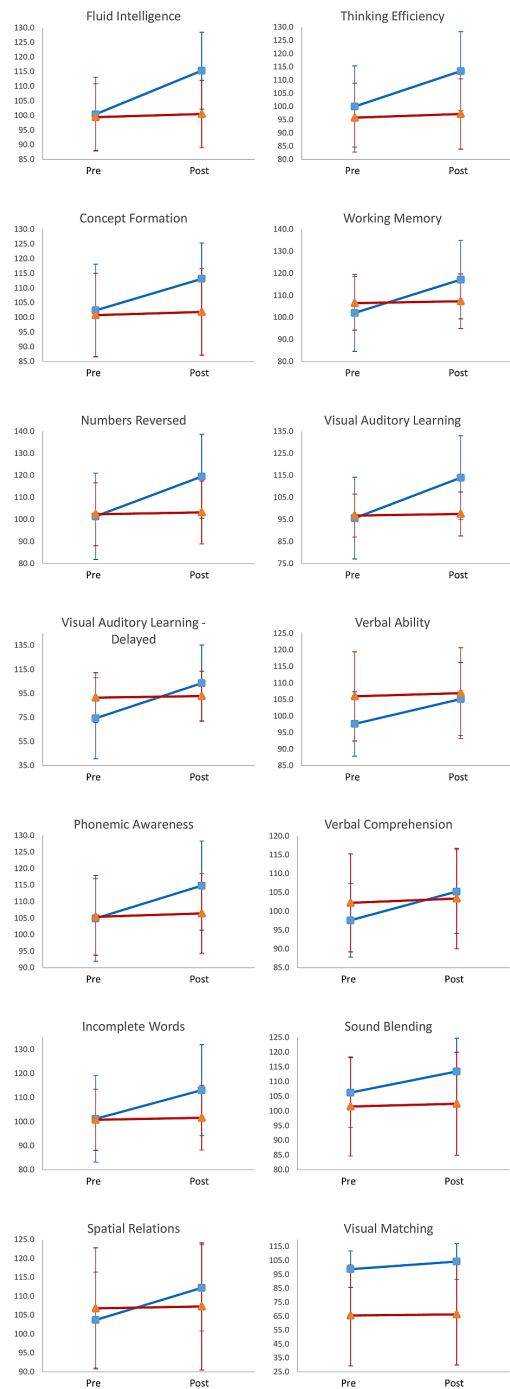 Fluid Intelligence
130.0
125.0
120.0
115.0
110.0
105.0
100.0
95.0
90.0
85.0
Pre
Post
Thinking Efficiency
130.0
125.0
120.0
115.0
110.0
105.0
100.0
95.0
90.0
85.0
80.0
Pre
Post
Concept Formation
130.0
125.0
120.0
115.0
110.0
105.0
100.0
95.0
90.0
85.0
Pre
Post
Working Memory
140.0
130.0
120.0
110.0
100.0
90.0
80.0
Pre
Post
Numbers Reversed
140.0
130.0
120.0
110.0
100.0
90.0
80.0
Pre
Post
Visual Auditory Learning
135.0
125.0
115.0
105.0
95.0
85.0
75.0
Pre
Post
Visual Auditory Learning -
Delayed
135.0
115.0
95.0
75.0
55.0
35.0
Pre
Post
Verbal Ability
125.0
120.0
115.0
110.0
105.0
100.0
95.0
90.0
85.0
Pre
Post
Phonemic Awareness
130.0
125.0
120.0
115.0
110.0
105.0
100.0
95.0
90.0
Pre
Post
Verbal Comprehension
120.0
115.0
110.0
105.0
100.0
95.0
90.0
85.0
Pre
Post
Incomplete Words
130.0
120.0
110.0
100.0
90.0
80.0
Pre
Post
Sound Blending
125.0
120.0
115.0
110.0
105.0
100.0
95.0
90.0
85.0
80.0
Pre
Post
Spatial Relations
125.0
120.0
115.0
110.0
105.0
100.0
95.0
90.0
Pre
Post
Visual Matching
115.0
105.0
95.0
85.0
75.0
65.0
55.0
45.0
35.0
25.0
Pre
Post